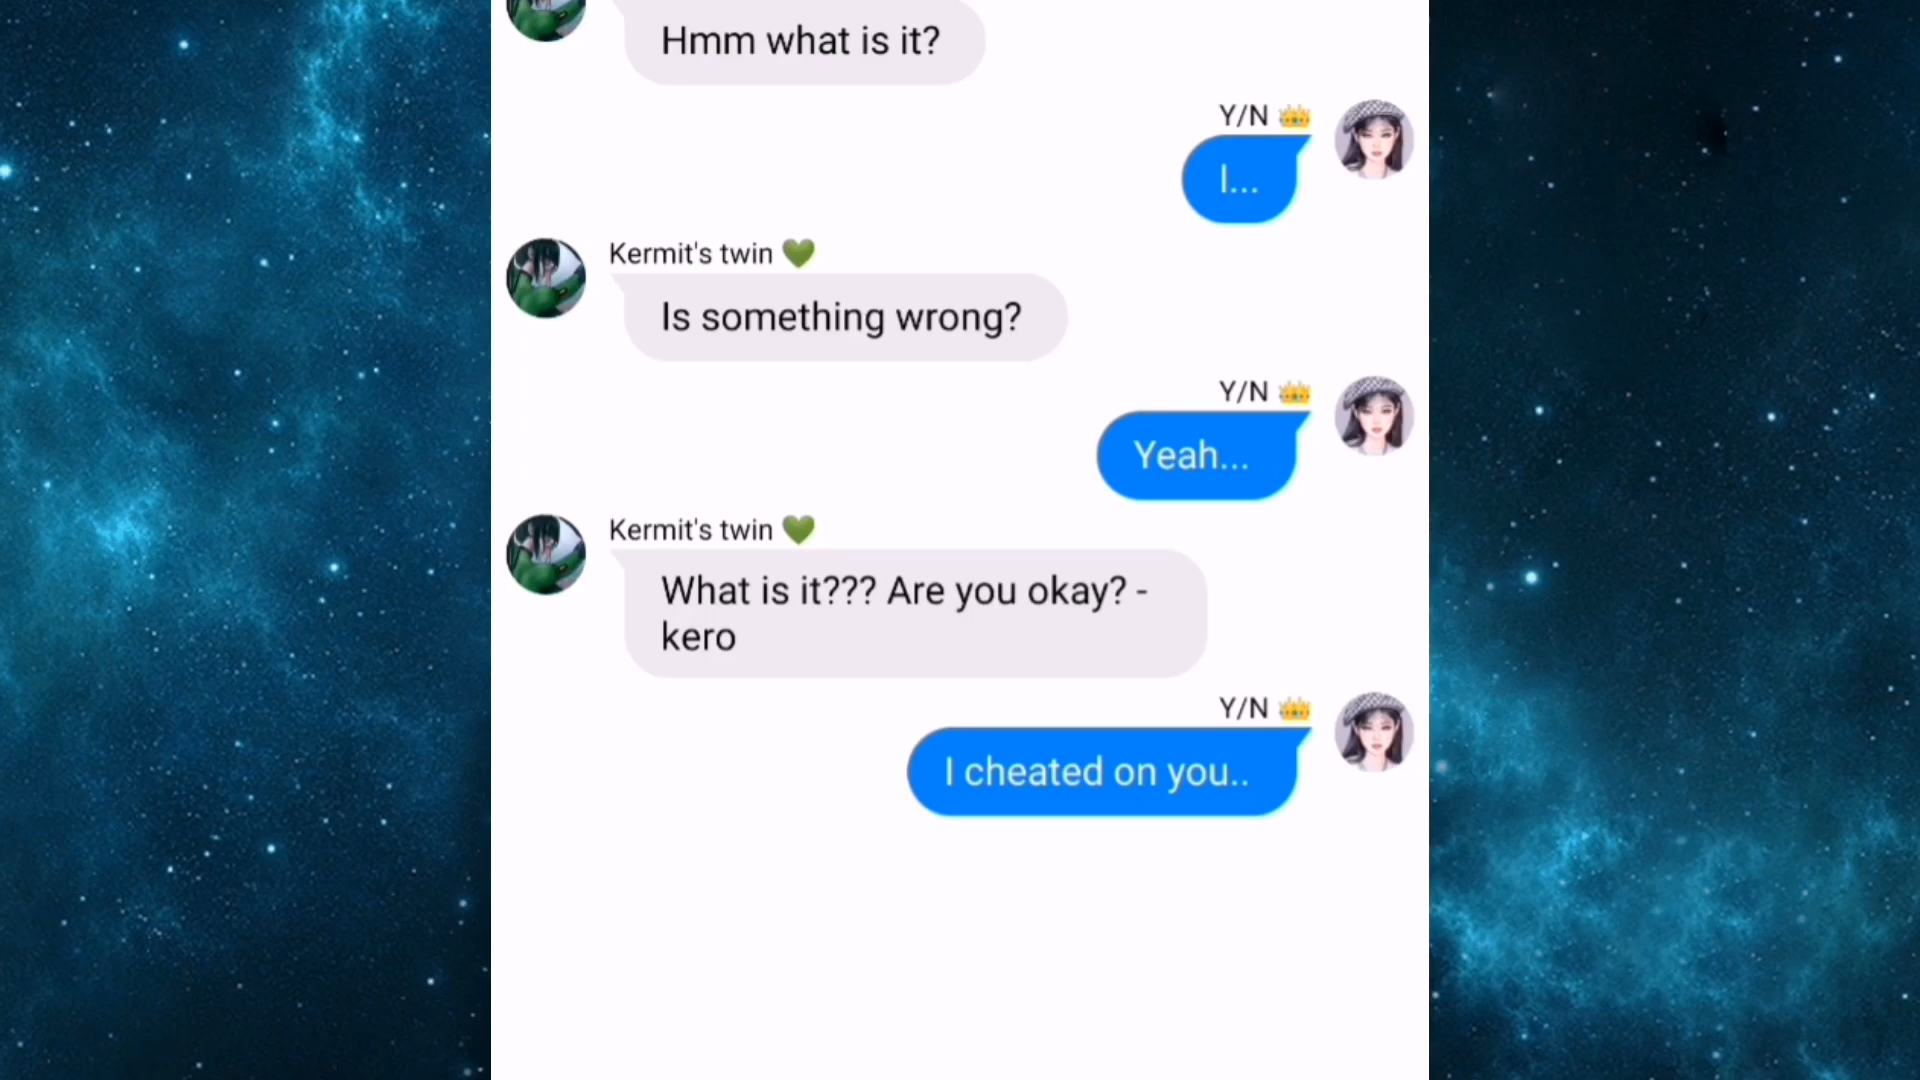 Hmm what is it?
Y/N 👑
I...
Kermit's twin 💚
Is something wrong?
Y/N 👑
Yeah...
Kermit's twin 💚
What is it??? Are you okay? -
kero
Y/N 👑
I cheated on you..